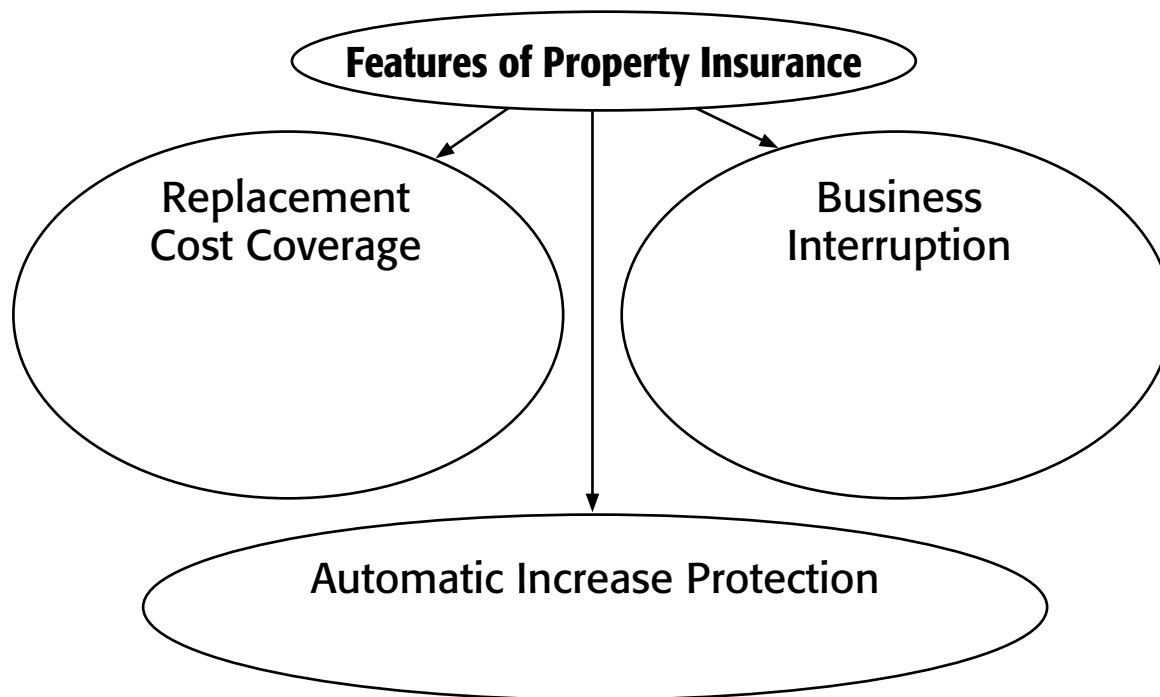 Features of Property Insurance
Replacement
Cost Coverage
Business
Interruption
Automatic Increase Protection